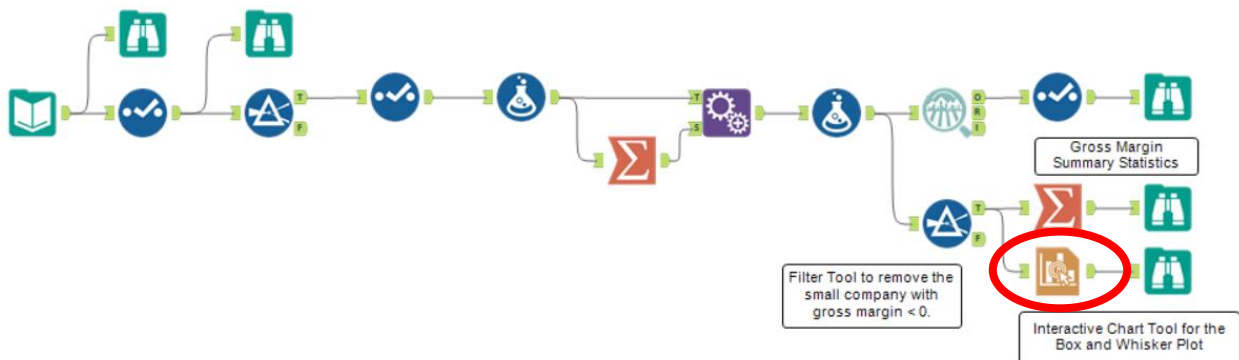 T
F
T
S
O
R
I
Gross Margin
Summary Statistics
T
F
Filter Tool to remove the
small company with
gross margin < 0.
Interactive Chart Tool for the
Box and Whisker Plot